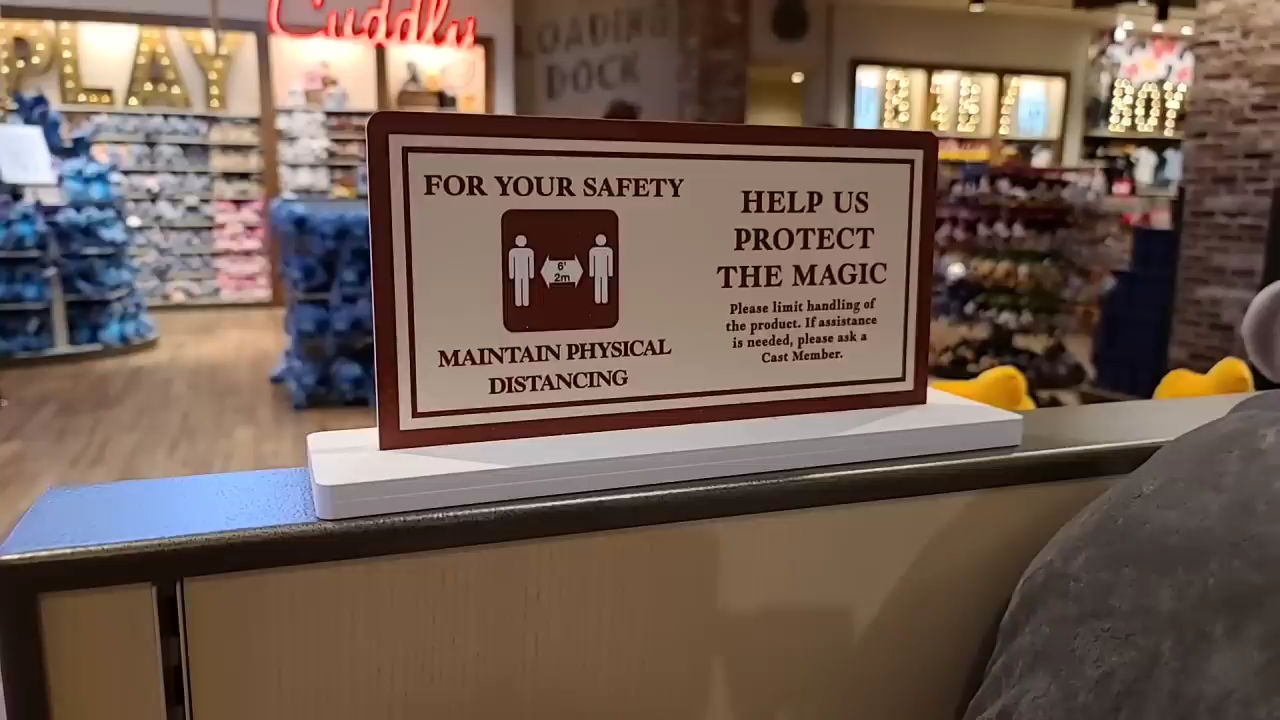 PLAY
Cuddly
LOADING
DOCK
FOR YOUR SAFETY
6'
2m
MAINTAIN PHYSICAL
DISTANCING
HELP US
PROTECT
THE MAGIC
Please limit handling of
the product. If assistance
is needed, please ask a
Cast Member.